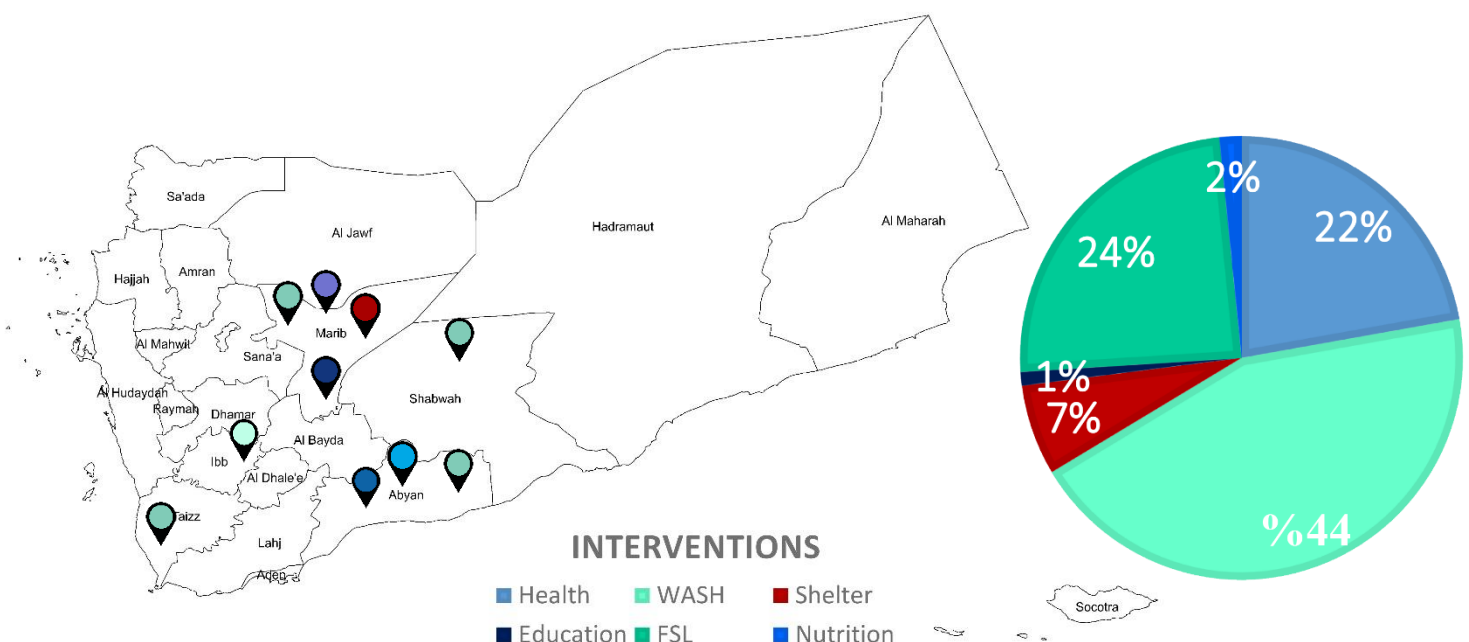 Sa'ada
Al Jawf
Hadramaut
Al Maharah
Hajjah
Amran
Marib
Al Mahwit
Sana'a
Al Hudaydah
Raymah
Dhamar
Shabwah
Al Bayda
Ibb
Al Dhale'e
Abyan
Taizz
Lahj
Aden
Socotra
2%
22%
24%
1%
7%
%44
INTERVENTIONS
Health WASH Shelter
Education FSL Nutrition